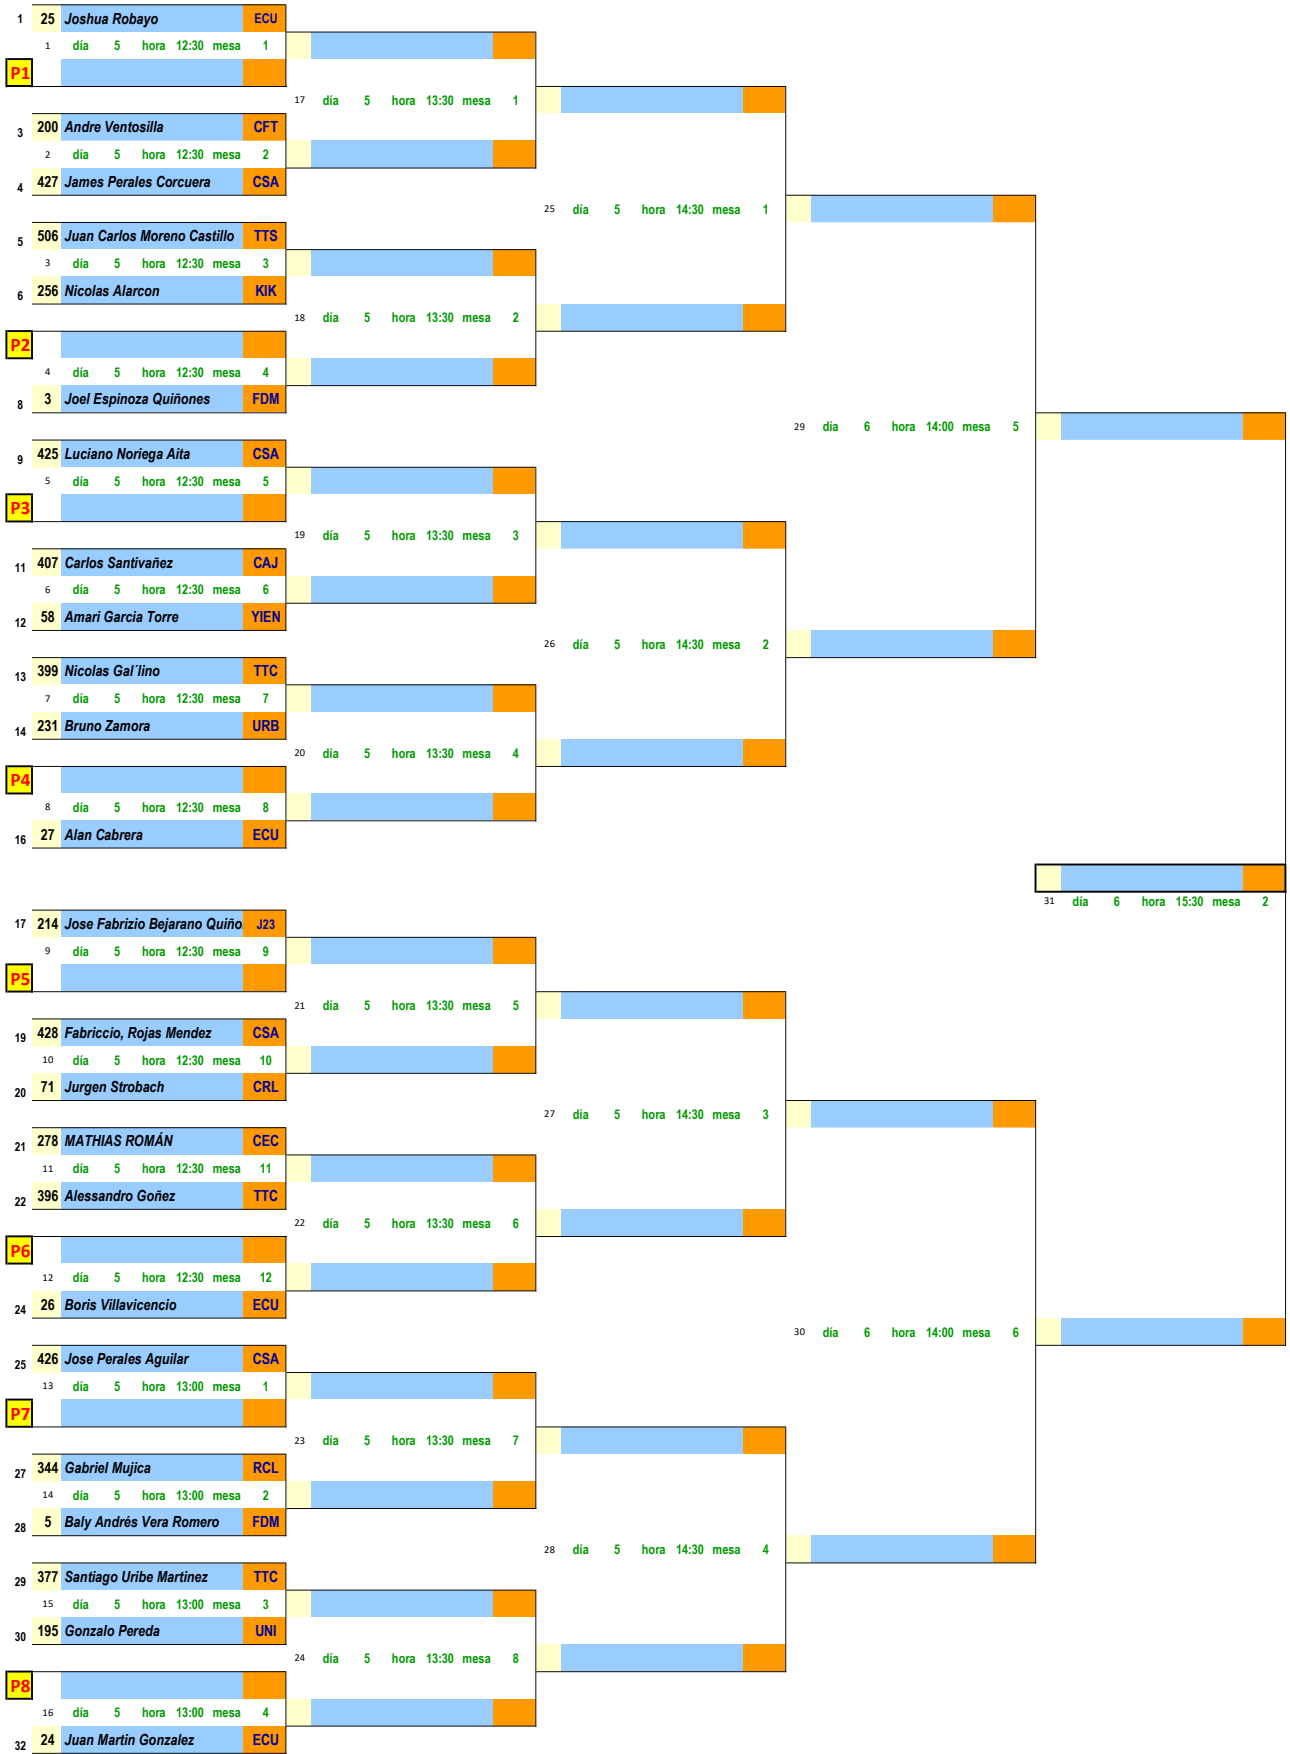 1 25 Joshua Robayo ECU
1 día 5 hora 12:30 mesa 1
P1
17 día 5 hora 13:30 mesa 1
3 200 Andre Ventosilla CFT
2 día 5 hora 12:30 mesa 2
4 427 James Perales Corcuera CSA
25 día 5 hora 14:30 mesa 1
5 506 Juan Carlos Moreno Castillo TTS
3 día 5 hora 12:30 mesa 3
6 256 Nicolas Alarcon KIK
18 día 5 hora 13:30 mesa 2
P2
4 día 5 hora 12:30 mesa 4
8 3 Joel Espinoza Quiñones FDM
29 día 6 hora 14:00 mesa 5
9 425 Luciano Noriega Aita CSA
5 día 5 hora 12:30 mesa 5
P3
19 día 5 hora 13:30 mesa 3
11 407 Carlos Santivañez CAJ
6 día 5 hora 12:30 mesa 6
12 58 Amari Garcia Torre YIEN
26 día 5 hora 14:30 mesa 2
13 399 Nicolas Gal´lino TTC
7 día 5 hora 12:30 mesa 7
14 231 Bruno Zamora URB
20 día 5 hora 13:30 mesa 4
P4
8 día 5 hora 12:30 mesa 8
16 27 Alan Cabrera ECU
31 día 6 hora 15:30 mesa 2
17 214 Jose Fabrizio Bejarano Quiño J23
9 día 5 hora 12:30 mesa 9
P5
21 día 5 hora 13:30 mesa 5
19 428 Fabriccio, Rojas Mendez CSA
10 día 5 hora 12:30 mesa 10
20 71 Jurgen Strobach CRL
27 día 5 hora 14:30 mesa 3
21 278 MATHIAS ROMÁN CEC
11 día 5 hora 12:30 mesa 11
22 396 Alessandro Goñez TTC
22 día 5 hora 13:30 mesa 6
P6
12 día 5 hora 12:30 mesa 12
24 26 Boris Villavicencio ECU
30 día 6 hora 14:00 mesa 6
25 426 Jose Perales Aguilar CSA
13 día 5 hora 13:00 mesa 1
P7
23 día 5 hora 13:30 mesa 7
27 344 Gabriel Mujica RCL
14 día 5 hora 13:00 mesa 2
28 5 Baly Andrés Vera Romero FDM
28 día 5 hora 14:30 mesa 4
29 377 Santiago Uribe Martinez TTC
15 día 5 hora 13:00 mesa 3
30 195 Gonzalo Pereda UNI
24 día 5 hora 13:30 mesa 8
P8
16 día 5 hora 13:00 mesa 4
32 24 Juan Martin Gonzalez ECU